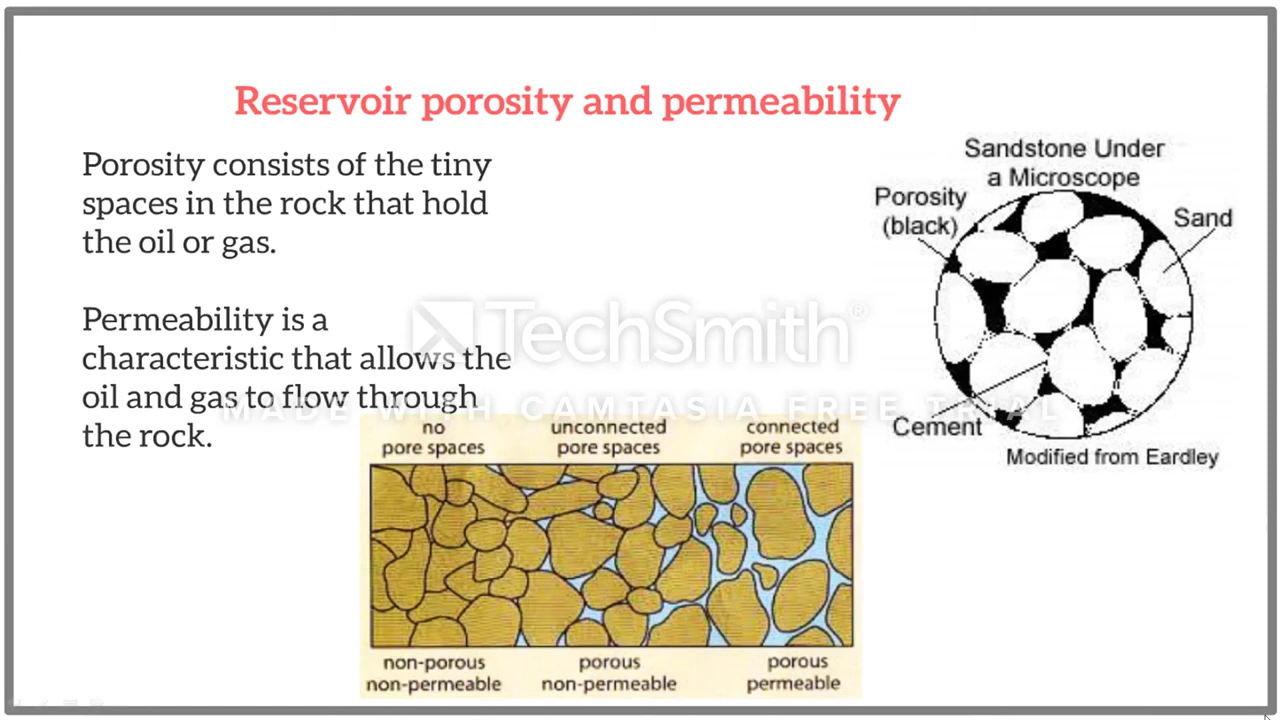 Reservoir porosity and permeability
Porosity consists of the tiny
spaces in the rock that hold
the oil or gas.
Permeability is a
characteristic that allows the
oil and gas to flow through
the rock.
Sandstone Under
a Microscope
Porosity
(black)
Sand
Cement
Modified from Eardley
TechSmith®
MADE WITH CAMTASIA FREE TRIAL
no
pore spaces
unconnected
pore spaces
connected
pore spaces
non-porous
non-permeable
porous
non-permeable
porous
permeable